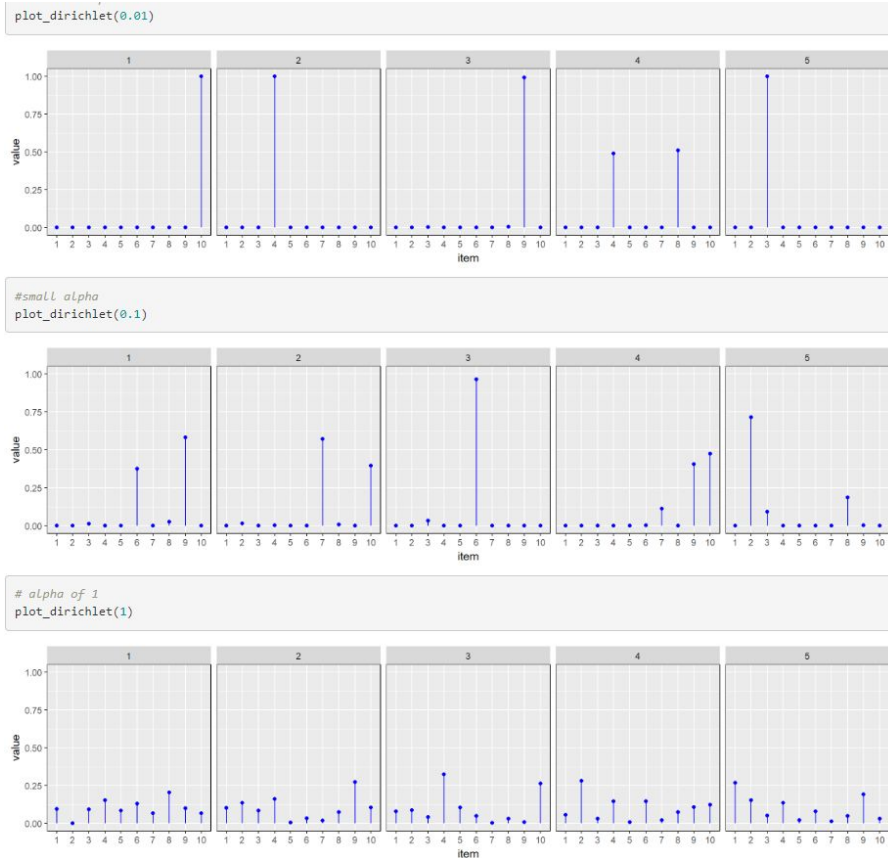 plot_dirichlet(0.01)
1 2 3 4 5
1.00
0.75
0.50
0.25
0.00
value
1 2 3 4 5 6 7 8 9 10 1 2 3 4 5 6 7 8 9 10 1 2 3 4 5 6 7 8 9 10 1 2 3 4 5 6 7 8 9 10 1 2 3 4 5 6 7 8 9 10
item
#small alpha
plot_dirichlet(0.1)
1 2 3 4 5
1.00
0.75
0.50
0.25
0.00
value
1 2 3 4 5 6 7 8 9 10 1 2 3 4 5 6 7 8 9 10 1 2 3 4 5 6 7 8 9 10 1 2 3 4 5 6 7 8 9 10 1 2 3 4 5 6 7 8 9 10
item
# alpha of 1
plot_dirichlet(1)
1 2 3 4 5
1.00
0.75
0.50
0.25
0.00
value
1 2 3 4 5 6 7 8 9 10 1 2 3 4 5 6 7 8 9 10 1 2 3 4 5 6 7 8 9 10 1 2 3 4 5 6 7 8 9 10 1 2 3 4 5 6 7 8 9 10
item